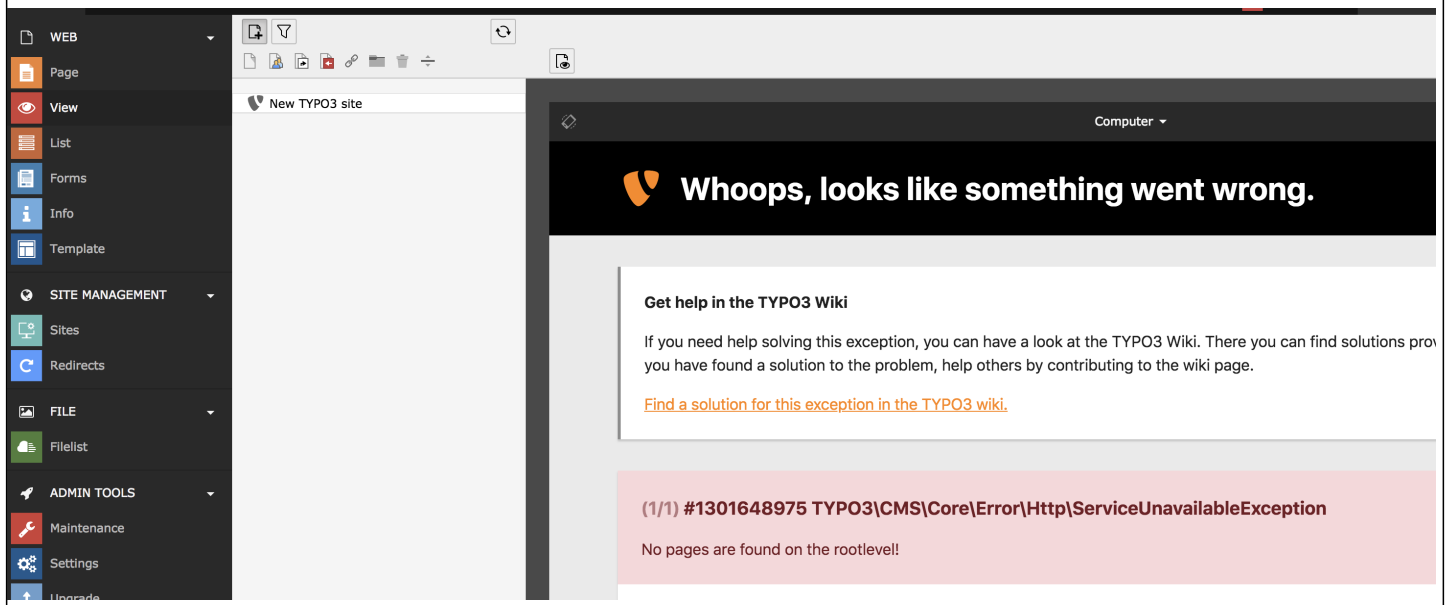 WEB
Page
View
List
Forms
Info
Template
SITE MANAGEMENT
Sites
Redirects
FILE
Filelist
ADMIN TOOLS
Maintenance
Settings
Upgrade
New TYPO3 site
Computer
Whoops, looks like something went wrong.
Get help in the TYPO3 Wiki
If you need help solving this exception, you can have a look at the TYPO3 Wiki. There you can find solutions prov
you have found a solution to the problem, help others by contributing to the wiki page.
Find a solution for this exception in the TYPO3 wiki.
(1/1) #1301648975 TYPO3\CMS\Core\Error\Http\ServiceUnavailableException
No pages are found on the rootlevel!